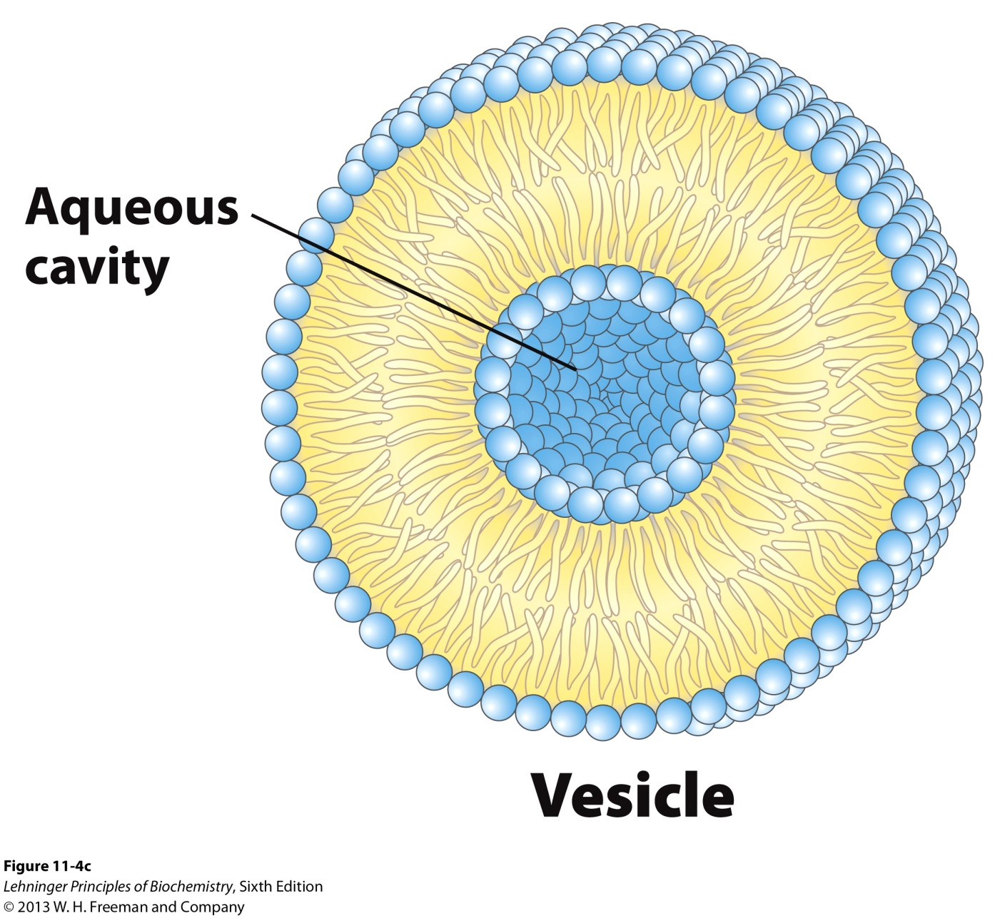 Aqueous
cavity
Vesicle
Figure 11-4c
Lehninger Principles of Biochemistry, Sixth Edition
© 2013 W. H. Freeman and Company